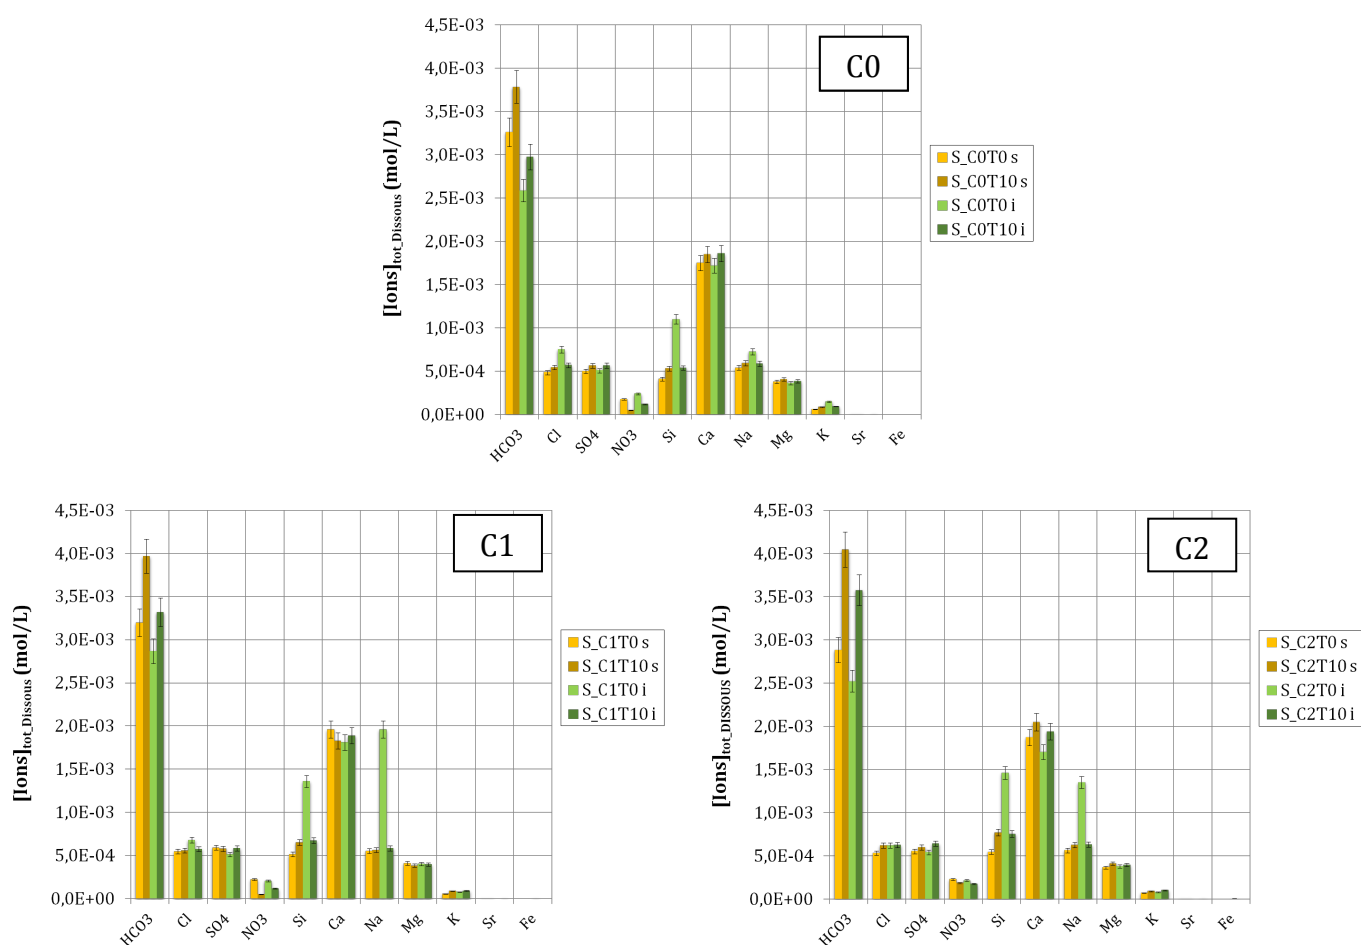 4,5E-03
4,0E-03
3,5E-03
3,0E-03
2,5E-03
2,0E-03
1,5E-03
1,0E-03
5,0E-04
0,0E+00
[Ions]tot_Dissous (mol/L)
C0
HCO3 Cl SO4 NO3 Si Ca Na Mg K Sr Fe
S_C0T0 s
S_C0T10 s
S_C0T0 i
S_C0T10 i
4,5E-03
4,0E-03
3,5E-03
3,0E-03
2,5E-03
2,0E-03
1,5E-03
1,0E-03
5,0E-04
0,0E+00
[Ions]tot_Dissous (mol/L)
C1
HCO3 Cl SO4 NO3 Si Ca Na Mg K Sr Fe
S_C1T0 s
S_C1T10 s
S_C1T0 i
S_C1T10 i
4,5E-03
4,0E-03
3,5E-03
3,0E-03
2,5E-03
2,0E-03
1,5E-03
1,0E-03
5,0E-04
0,0E+00
[Ions]tot_DISSOUS (mol/L)
C2
HCO3 Cl SO4 NO3 Si Ca Na Mg K Sr Fe
S_C2T0 s
S_C2T10 s
S_C2T0 i
S_C2T10 i